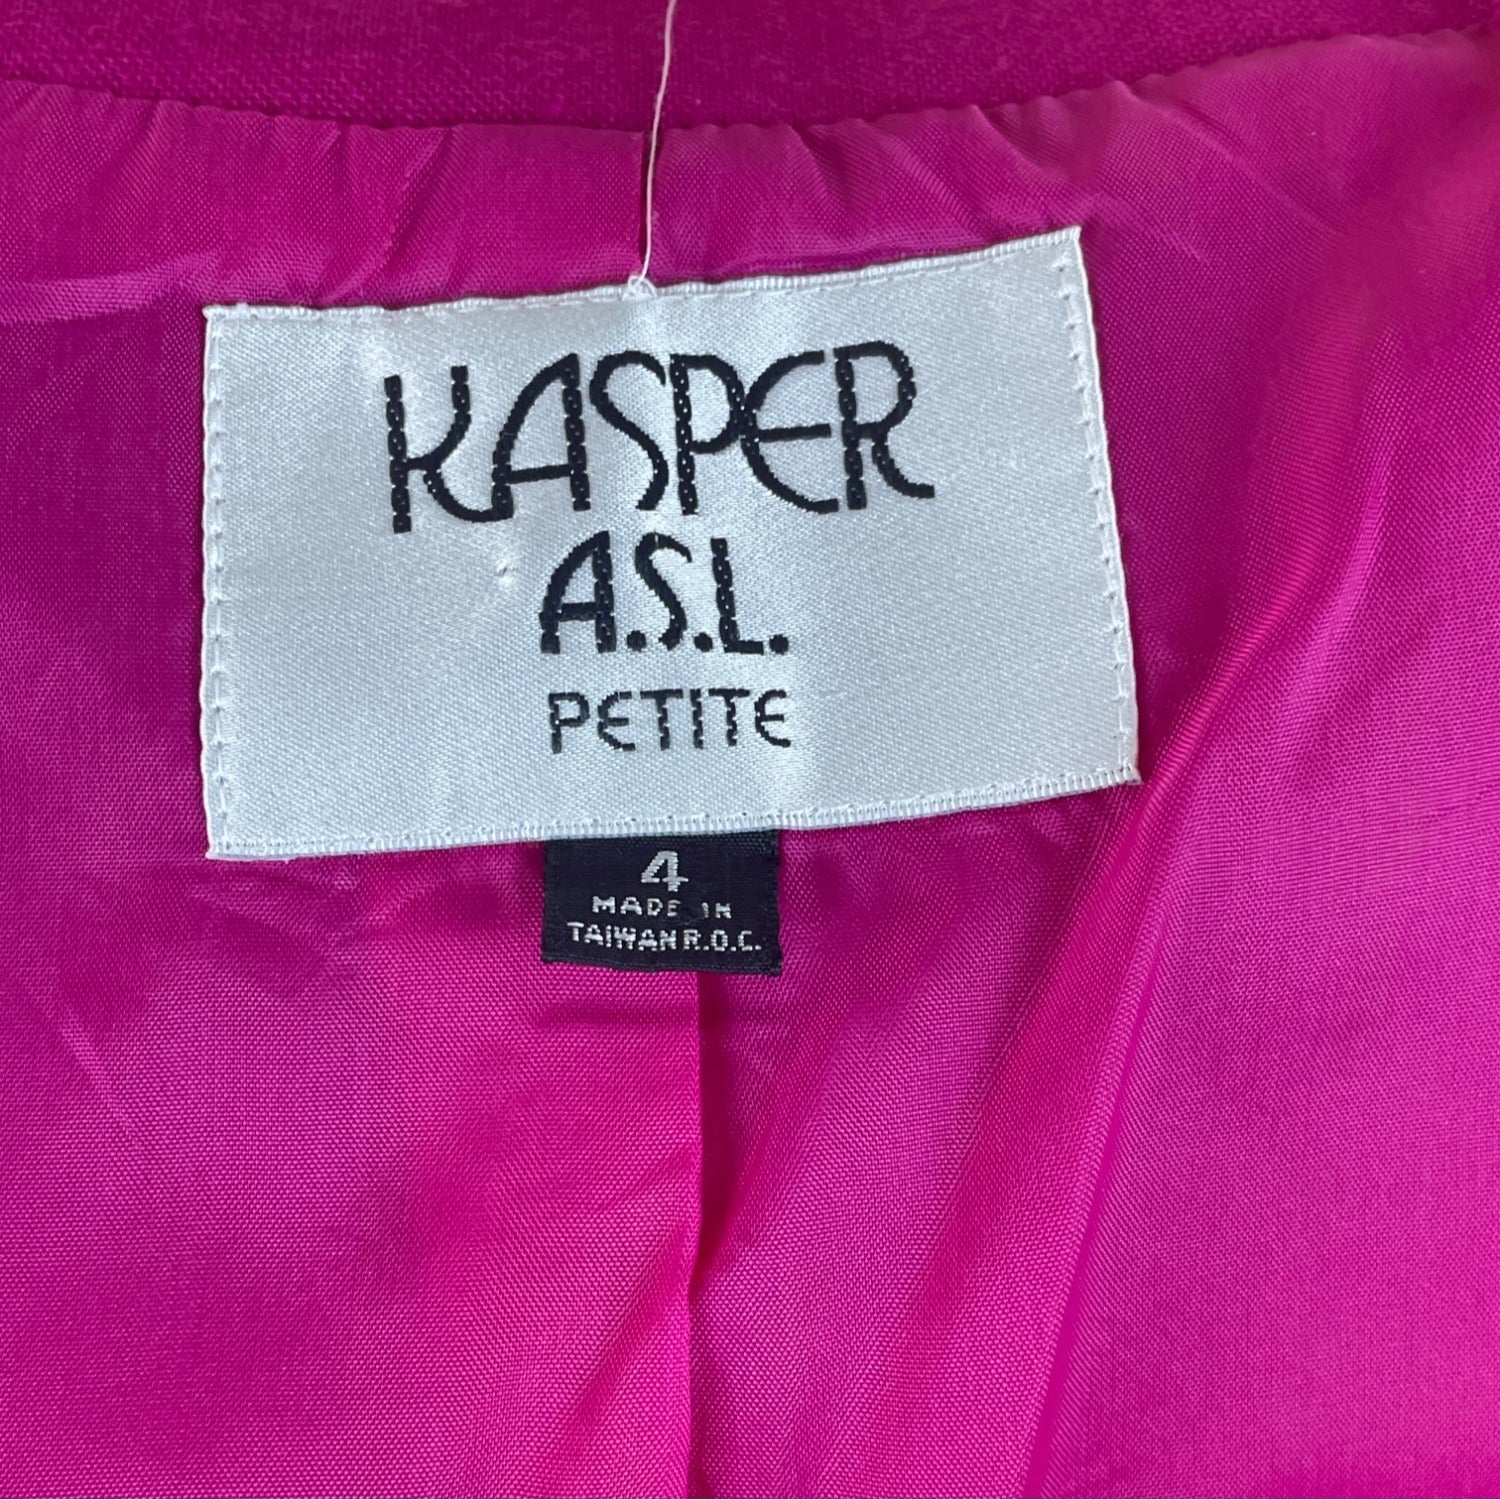 KASPER
A.S.L.
PETITE
4
MADE IN
TAIWAN R.O.C.